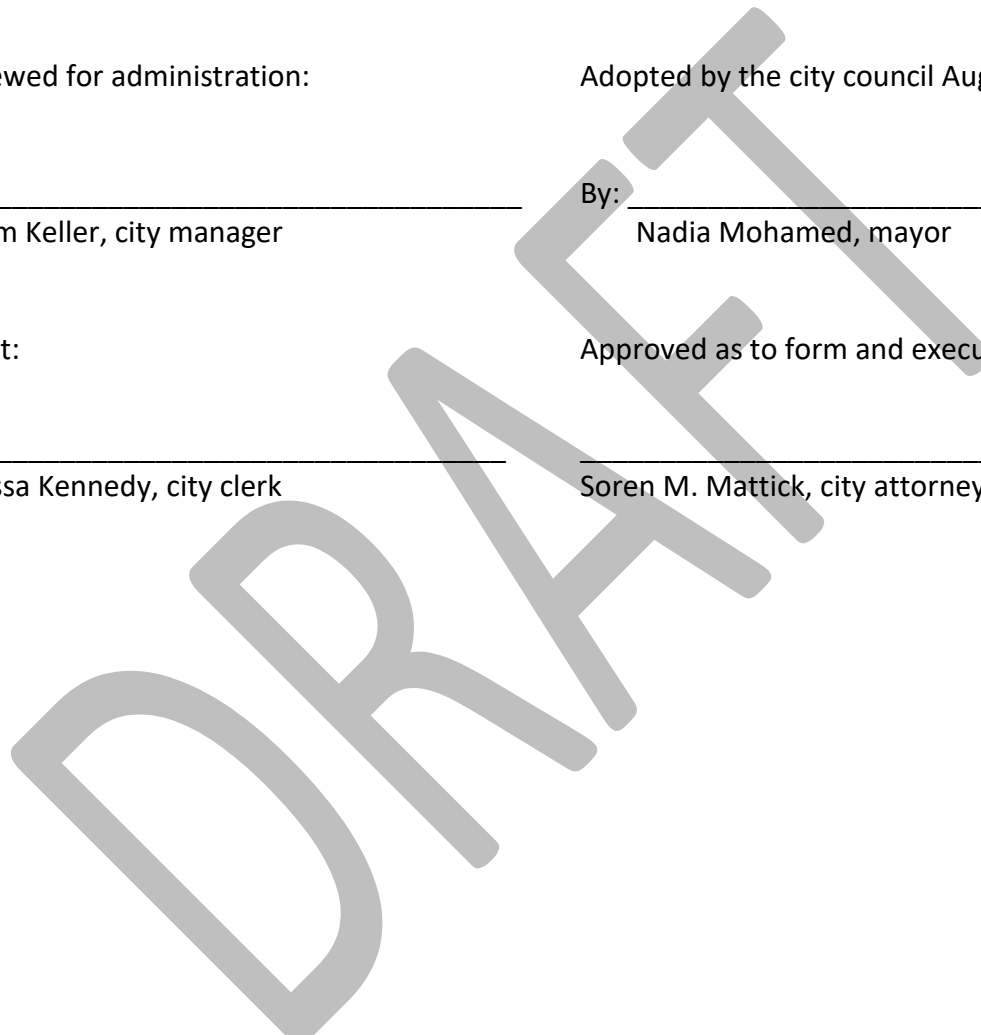 ewed for administration:
Adopted by the city council Aug
By:
m Keller, city manager
Nadia Mohamed, mayor
t:
Approved as to form and execu
ssa Kennedy, city clerk
Soren M. Mattick, city attorney
DRAFT